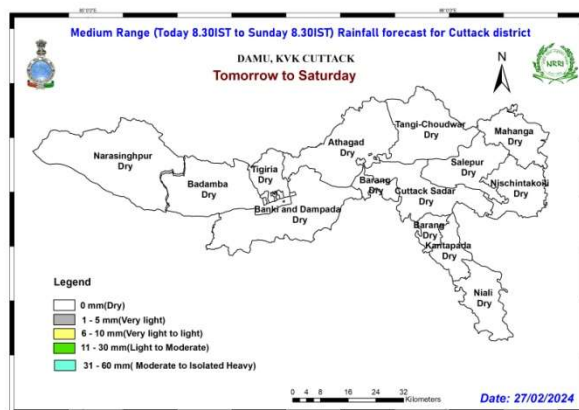 Medium Range (Today 8.30IST to Sunday 8.30IST) Rainfall forecast for Cuttack district
DAMU, KVK CUTTACK
Tomorrow to Saturday
N
NRRI
Tangi-Choudwar
Dry
Mahanga
Dry
Athagad
Dry
Narasinghpur
Dry
Tigiria
Dry
Salepur
Dry
Badamba
Dry
Barang
Dry
Cuttack Sadar
Dry
Nischintakoili
Dry
Banki and Dampada
Dry
Barang
Dry
Kantapada
Dry
Niali
Dry
Legend
0 mm(Dry)
1 - 5 mm(Very light)
6 - 10 mm(Very light to light)
11 - 30 mm(Light to Moderate)
31 - 60 mm( Moderate to Isolated Heavy)
0 4 8 16 24 32
Kilometers
Date: 27/02/2024